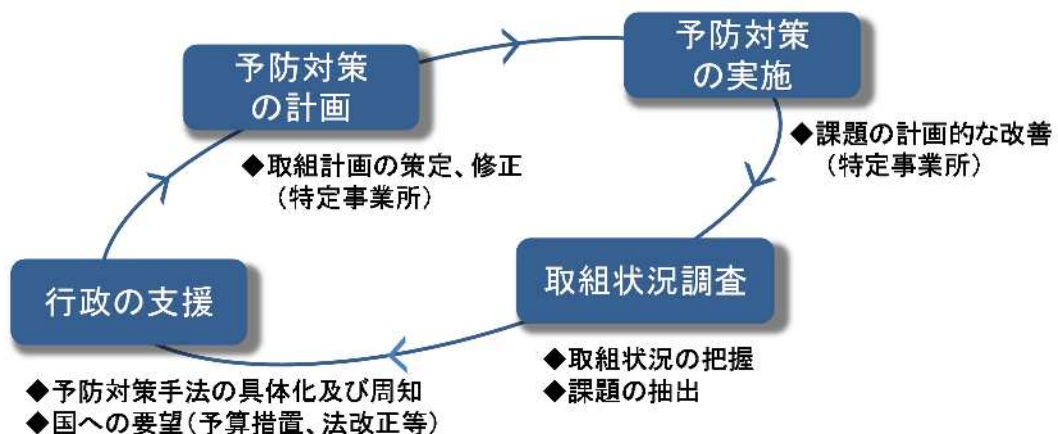 予防対策
の計画
◆取組計画の策定、修正
(特定事業所)
予防対策
の実施
◆課題の計画的な改善
(特定事業所)
取組状況調査
◆取組状況の把握
◆課題の抽出
行政の支援
◆予防対策手法の具体化及び周知
◆国への要望(予算措置、法改正等)